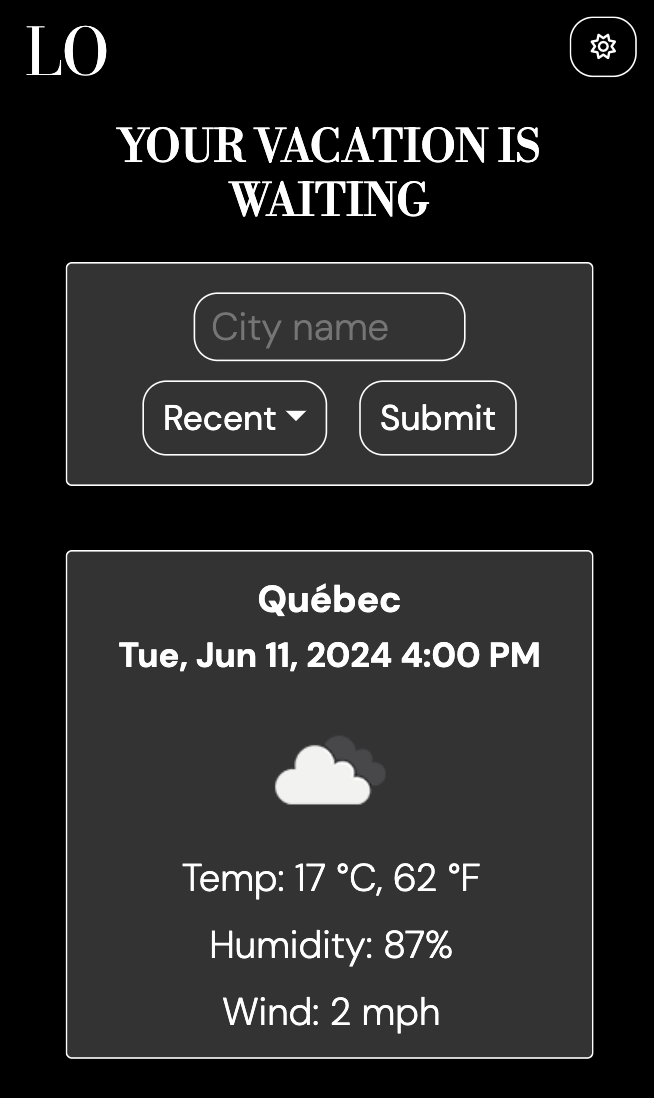 LO
YOUR VACATION IS
WAITING
City name
Recent
Submit
Québec
Tue, Jun 11, 2024 4:00 PM
Temp: 17 °C, 62 °F
Humidity: 87%
Wind: 2 mph